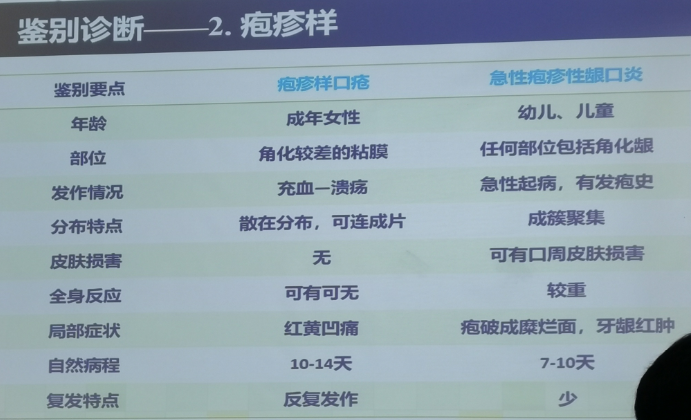 鉴别诊断——2. 疱疹样
鉴别要点 疱疹样口疮 急性疱疹性龈口炎
年龄 成年女性 幼儿、儿童
部位 角化较差的粘膜 任何部位包括角化龈
发作情况 充血—溃疡 急性起病，有发疱史
分布特点 散在分布，可连成片 成簇聚集
皮肤损害 无 可有口周皮肤损害
全身反应 可有可无 较重
局部症状 红黄凹痛 疱破成糜烂面，牙龈红肿
自然病程 10-14天 7-10天
复发特点 反复发作 少